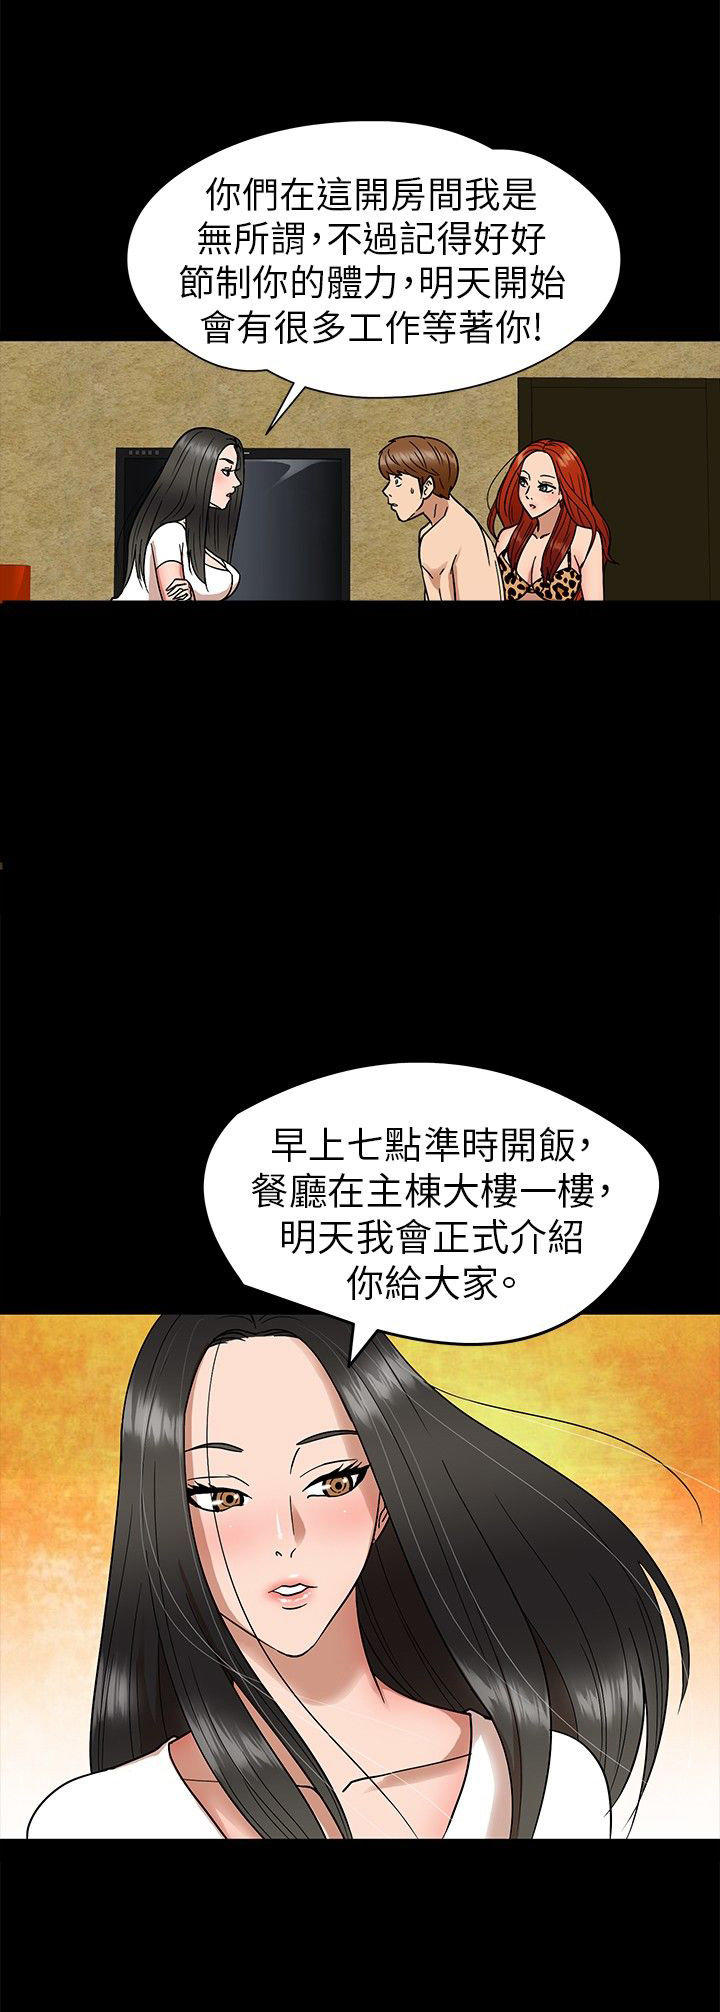 你們在這開房間我是
無所謂，不過記得好好
節制你的體力，明天開始
會有很多工作等著你！
早上七點準時開飯，
餐廳在主棟大樓一樓，
明天我會正式介紹
你給大家。